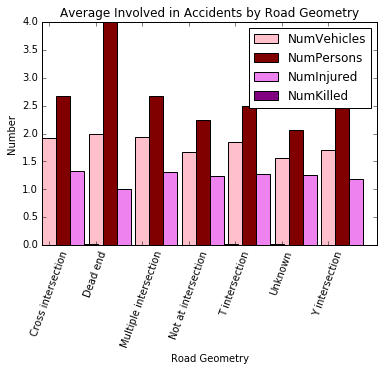 Average Involved in Accidents by Road Geometry
NumVehicles
NumPersons
NumInjured
NumKilled
Number
4.0
3.5
3.0
2.5
2.0
1.5
1.0
0.5
0.0
Cross intersection
Dead end
Multiple intersection
Not at intersection
T intersection
Unknown
Y intersection
Road Geometry